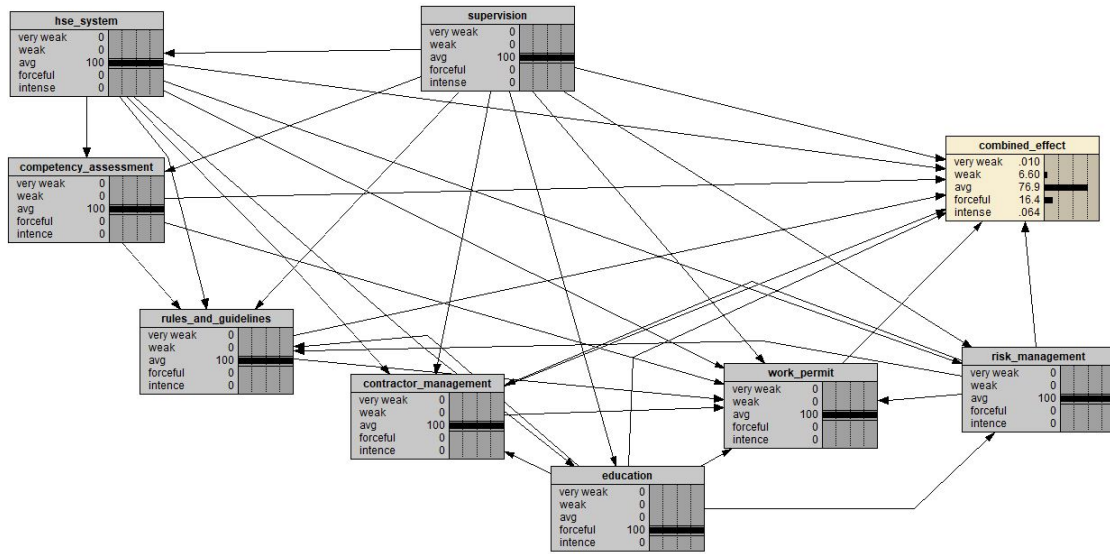 hse_system
very weak 0
weak 0
avg 100
forceful 0
intense 0
supervision
very weak 0
weak 0
avg 100
forceful 0
intense 0
combined_effect
very weak .010
weak 6.60
avg 76.9
forceful 16.4
intense .064
competency_assessment
very weak 0
weak 0
avg 100
forceful 0
intence 0
rules_and_guidelines
very weak 0
weak 0
avg 100
forceful 0
intence 0
contractor_management
very weak 0
weak 0
avg 100
forceful 0
intence 0
work_permit
very weak 0
weak 0
avg 100
forceful 0
intence 0
risk_management
very weak 0
weak 0
avg 100
forceful 0
intence 0
education
very weak 0
weak 0
avg 0
forceful 100
intence 0